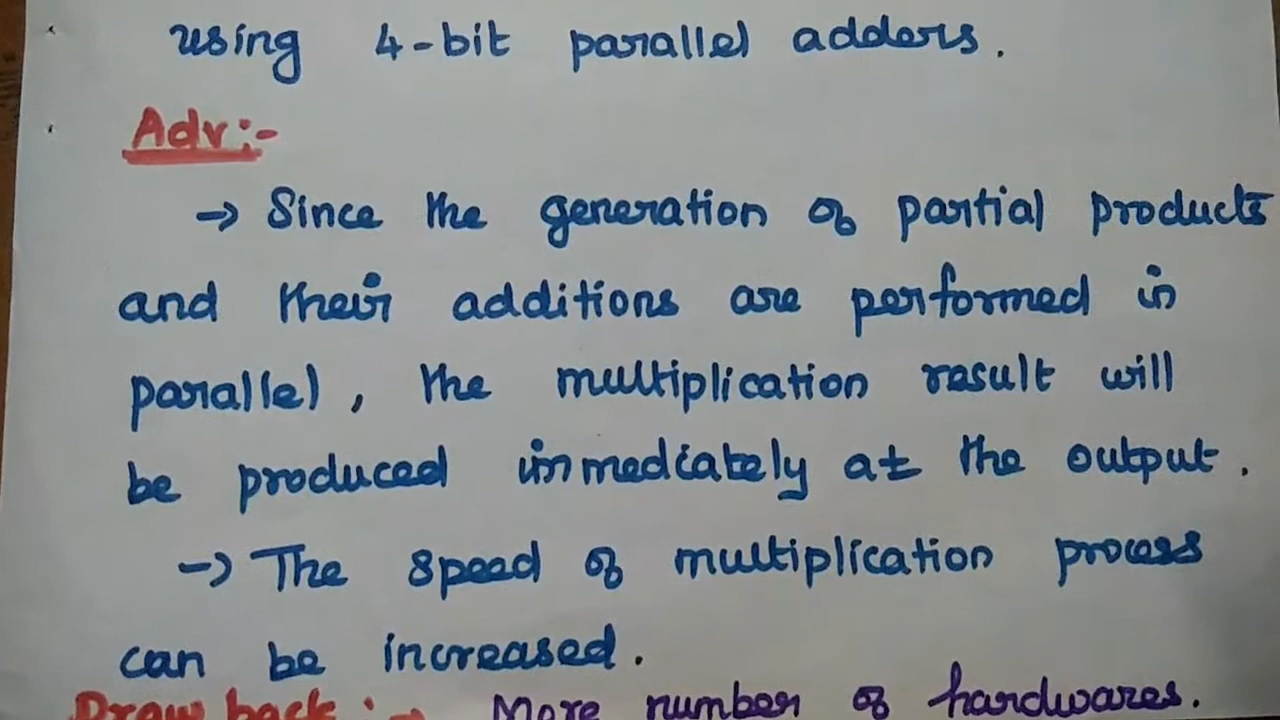 using 4-bit parallel adders.
Adv:-
→ Since the generation of partial products
and their additions are performed in
parallel, the multiplication result will
be produced immediately at the output.
→ The speed of multiplication process
can be increased.
Draw back :→ More number of hardwares.